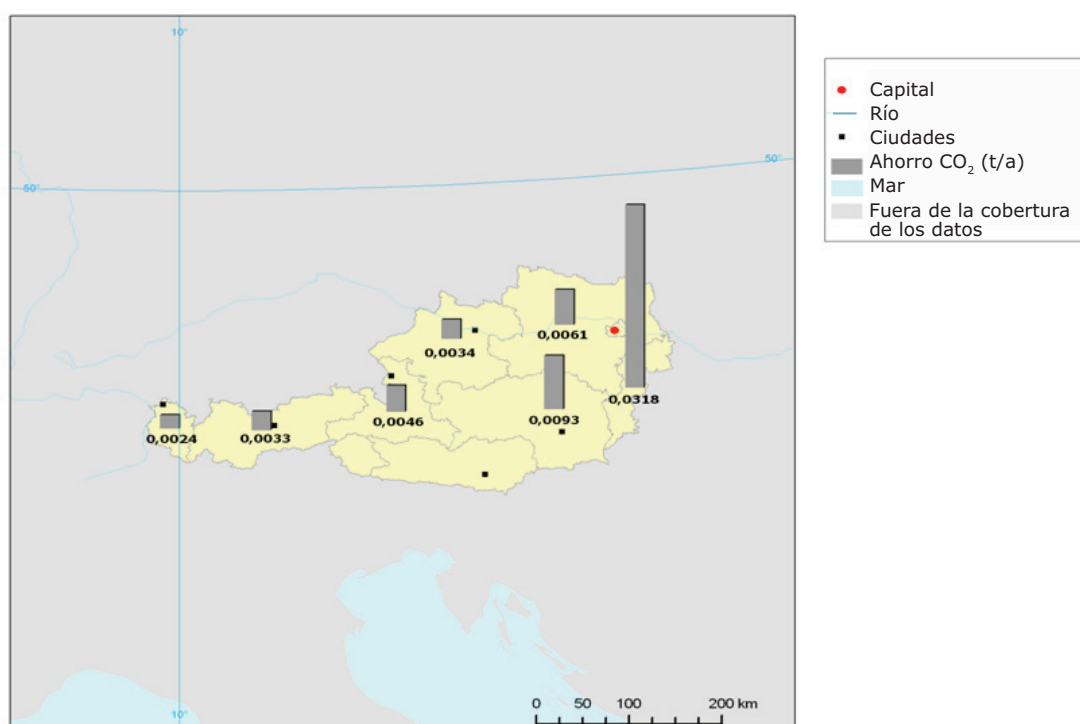 10°
50°
50°
0,0061
0,0034
0,0318
0,0046
0,0093
0,0024
0,0033
10°
0 50 100 200 km
Capital
Río
Ciudades
Ahorro CO₂ (t/a)
Mar
Fuera de la cobertura
de los datos